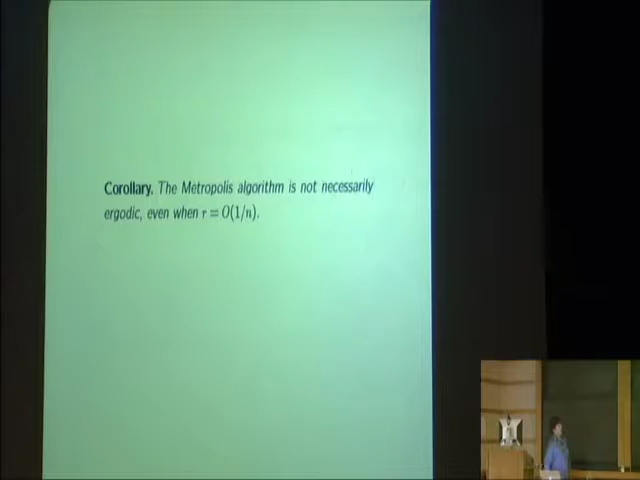 Corollary. The Metropolis algorithm is not necessarily
ergodic, even when r = O(1/n).